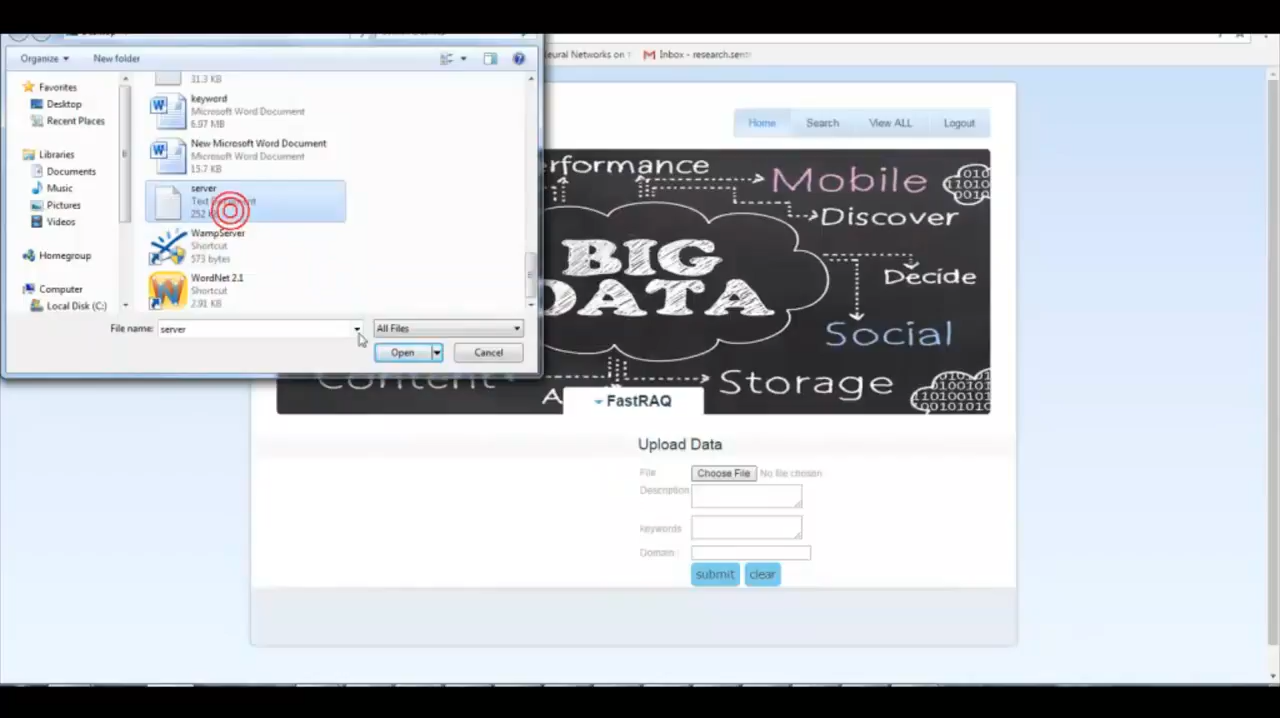 eural Networks on
Inbox - research.sent
Organize
New folder
Favorites
Desktop
Recent Places
Libraries
Documents
Music
Pictures
Videos
Homegroup
Computer
Local Disk (C:)
31.3 KB
keyword
Microsoft Word Document
6.97 MB
New Microsoft Word Document
Microsoft Word Document
15.7 KB
server
252
WampServer
Shortcut
573 bytes
WordNet 2.1
Shortcut
2.91 KB
File name:
server
All Files
Open
Cancel
Home
Search
View ALL
Logout
erformance
Mobile
Discover
BIG
DATA
Decide
Social
Content
Storage
FastRAQ
Upload Data
File
Choose File
No file chosen
Description
keywords
Domain :
submit
clear